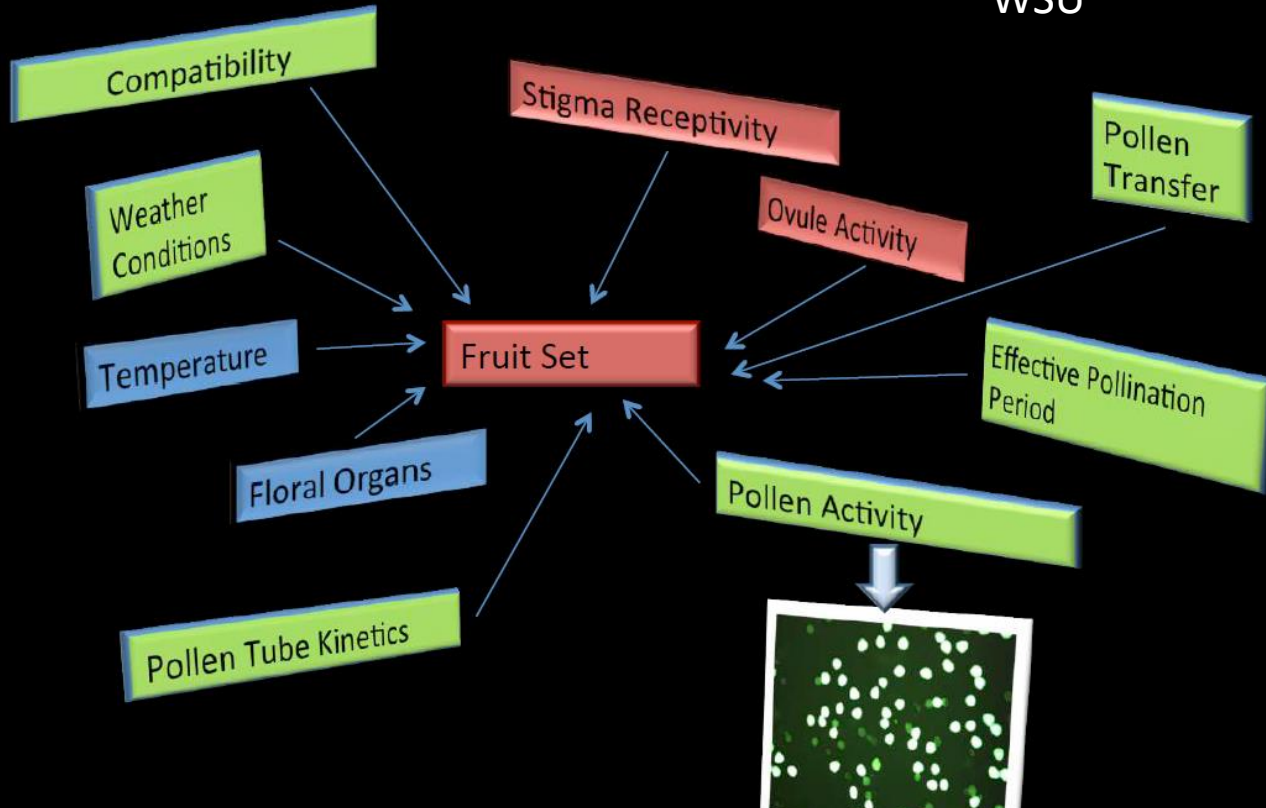 WSU
Compatibility
Stigma Receptivity
Pollen
Transfer
Weather
Conditions
Ovule Activity
Temperature
Fruit Set
Effective Pollination
Period
Floral Organs
Pollen Activity
Pollen Tube Kinetics